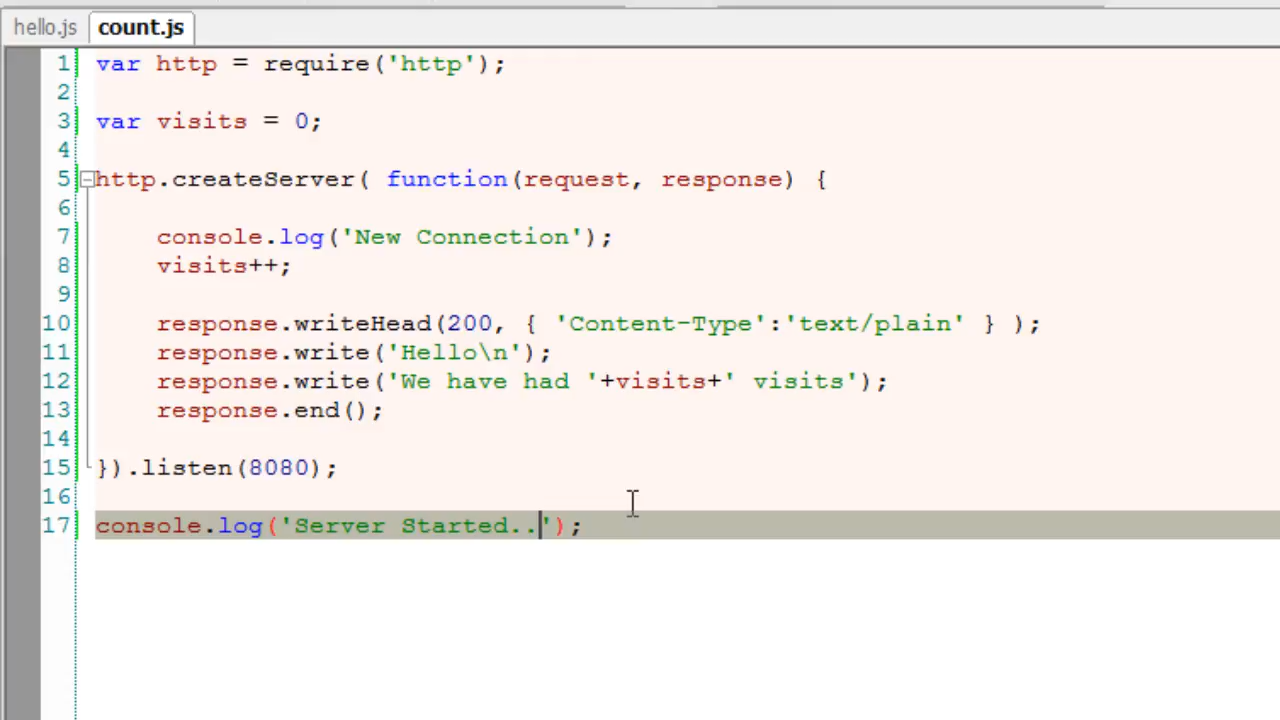 hello.js count.js
1 var http = require('http');
2
3 var visits = 0;
4
5 http.createServer( function(request, response) {
6
7 console.log('New Connection');
8 visits++;
9
10 response.writeHead(200, { 'Content-Type':'text/plain' } );
11 response.write('Hello\n');
12 response.write('We have had '+visits+' visits');
13 response.end();
14
15 }).listen(8080);
16
17 console.log('Server Started..');